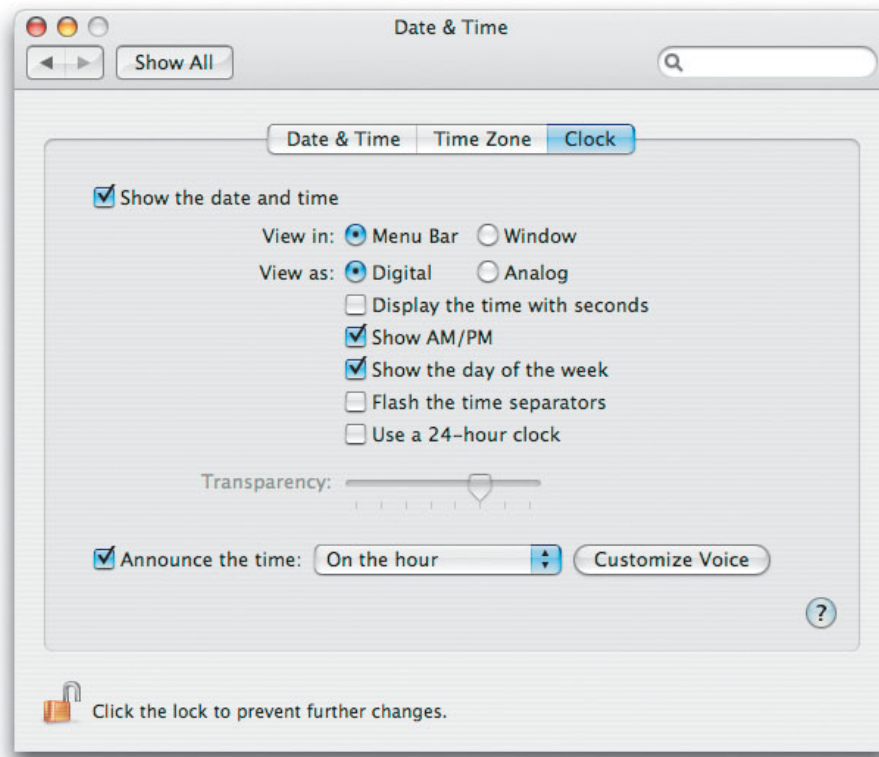 Date & Time
Show All
Date & Time Time Zone Clock
Show the date and time
View in: Menu Bar Window
View as: Digital Analog
Display the time with seconds
Show AM/PM
Show the day of the week
Flash the time separators
Use a 24-hour clock
Transparency:
Announce the time: On the hour Customize Voice
?
Click the lock to prevent further changes.